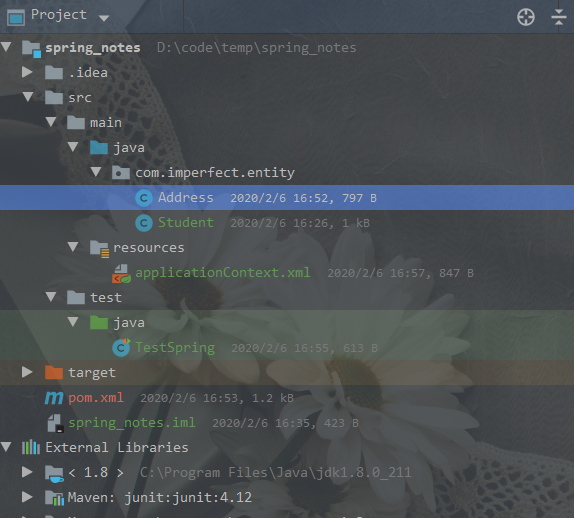 Project
spring_notes D:\code\temp\spring_notes
.idea
src
main
java
com.imperfect.entity
Address 2020/2/6 16:52, 797 B
Student 2020/2/6 16:26, 1 kB
resources
applicationContext.xml 2020/2/6 16:57, 847 B
test
java
TestSpring 2020/2/6 16:55, 613 B
target
pom.xml 2020/2/6 16:53, 1.2 kB
spring_notes.iml 2020/2/6 16:35, 423 B
External Libraries
< 1.8 > C:\Program Files\Java\jdk1.8.0_211
Maven: junit:junit:4.12